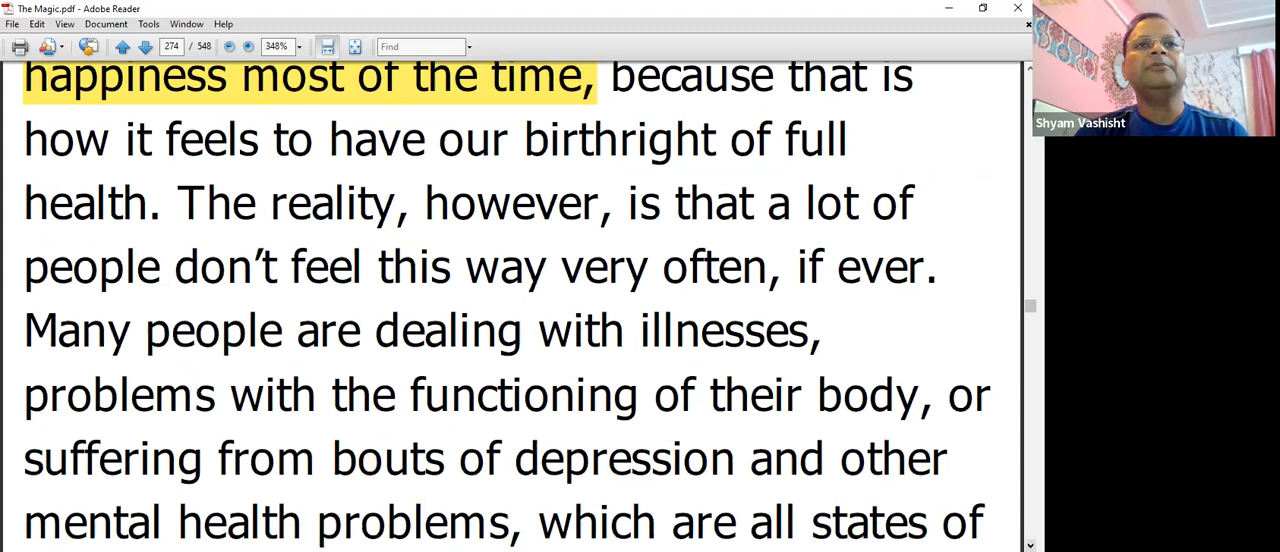 The Magic.pdf - Adobe Reader
File Edit View Document Tools Window Help
274 / 548 348% Find
happiness most of the time, because that is
how it feels to have our birthright of full
health. The reality, however, is that a lot of
people don’t feel this way very often, if ever.
Many people are dealing with illnesses,
problems with the functioning of their body, or
suffering from bouts of depression and other
mental health problems, which are all states of
Shyam Vashisht